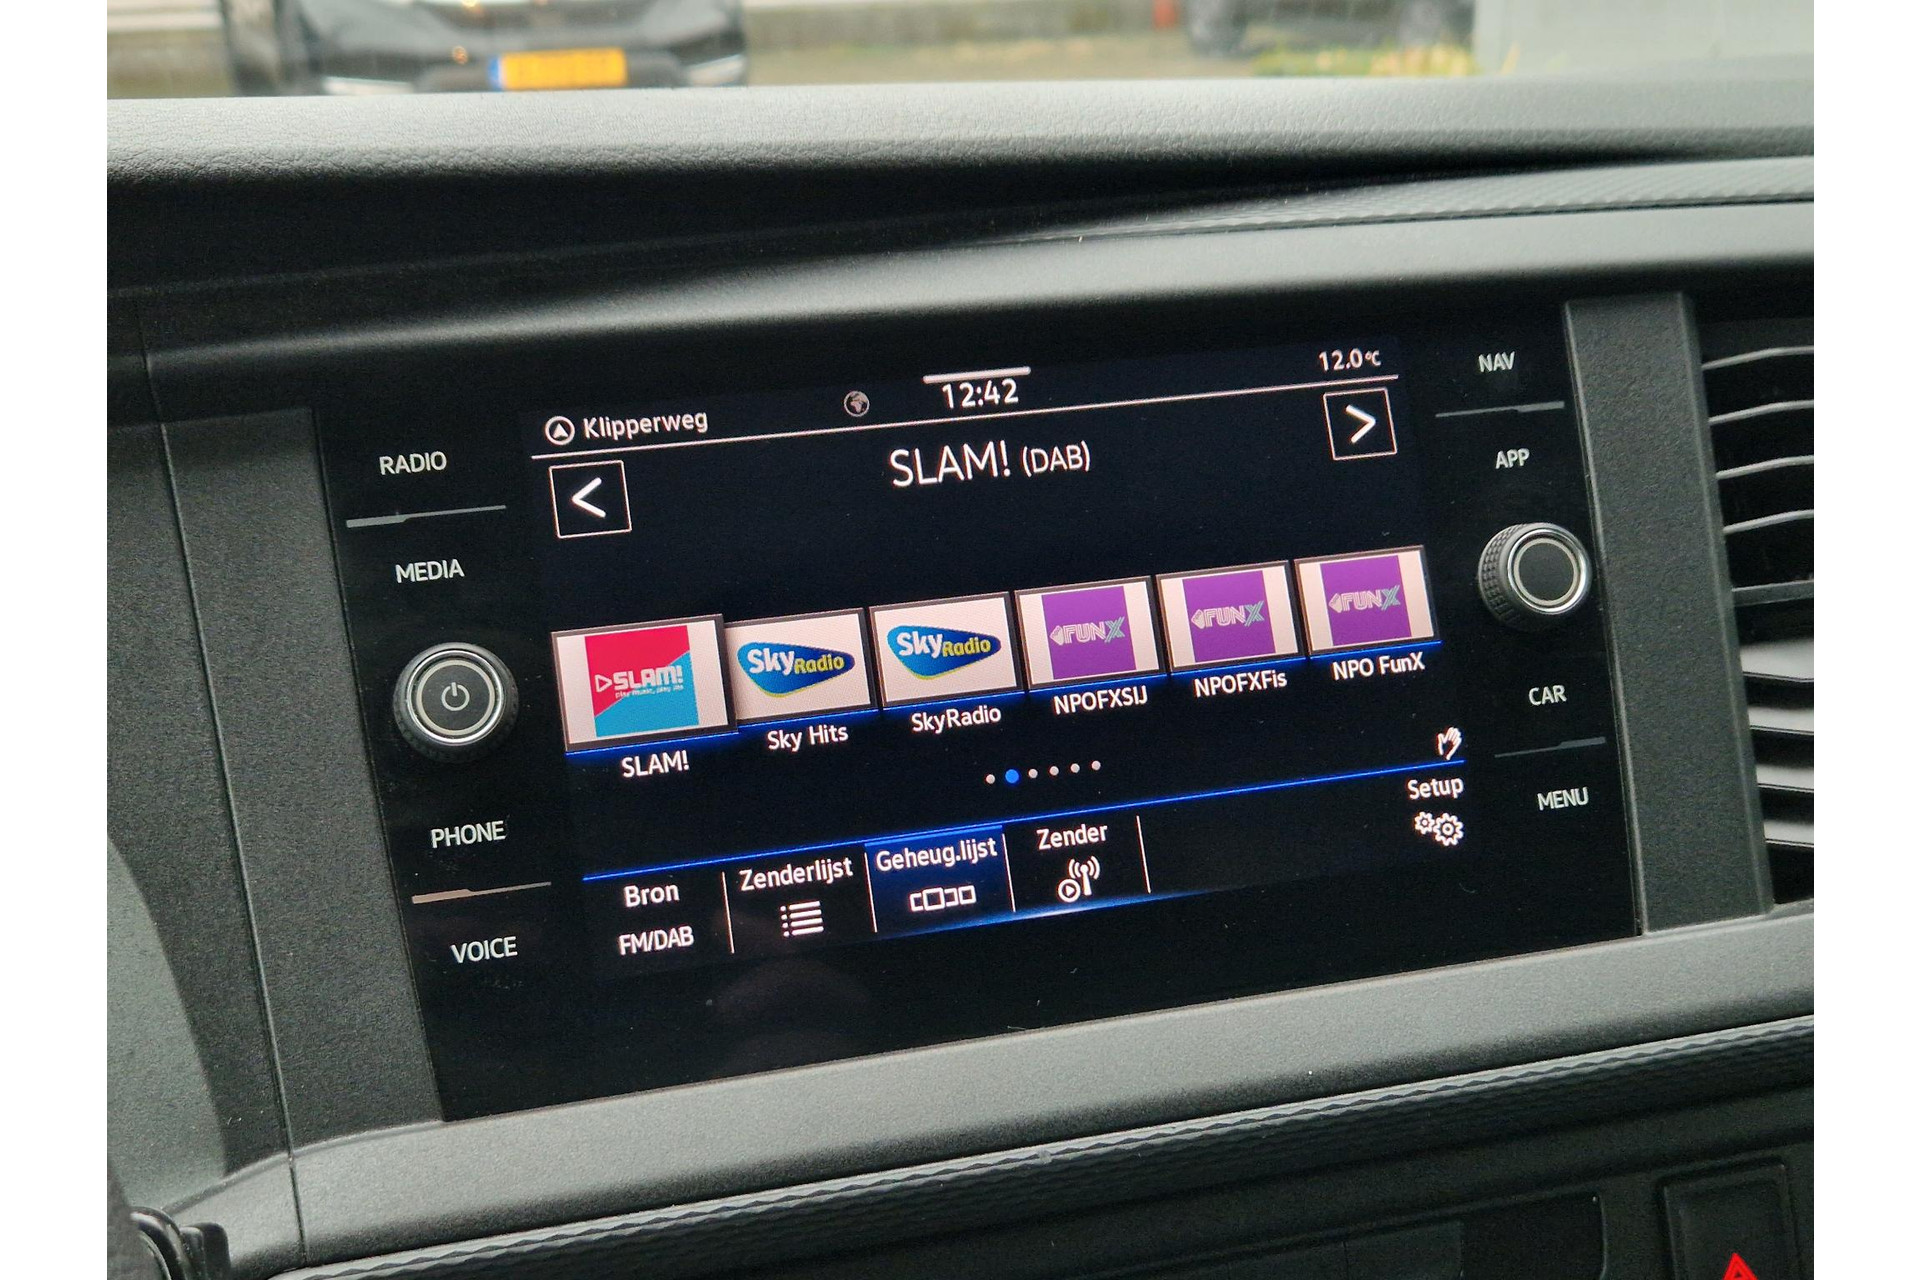 NAV
12.0°C
12:42
Klipperweg
SLAM! (DAB)
RADIO
APP
MEDIA
SLAM!
Sky Radio
Sky Radio
FUNX
FUNX
FUNX
SLAM!
Sky Hits
SkyRadio
NPOFXSIJ
NPOFXFis
NPO FunX
CAR
PHONE
Setup
MENU
Bron
Zenderlijst
Geheug.lijst
Zender
FM/DAB
VOICE